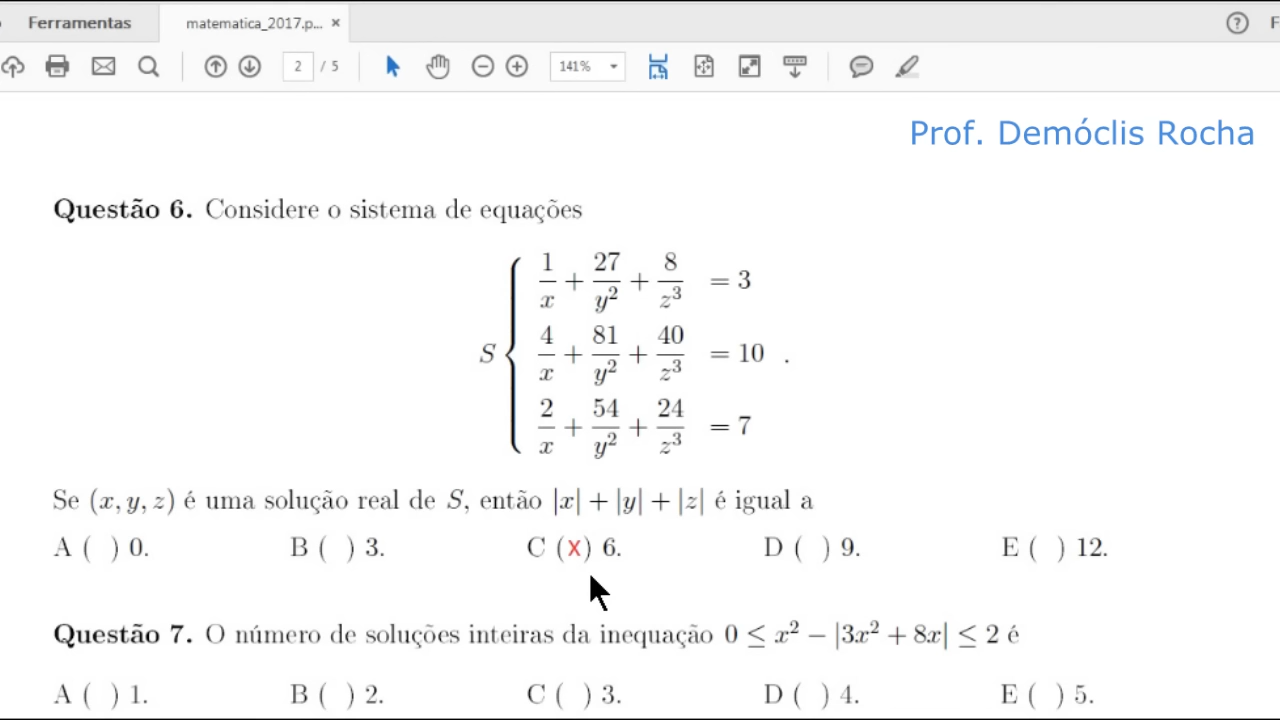 Ferramentas
matematica_2017.p... ×
? F
2 / 5
141%
Prof. Demóclis Rocha
Questão 6. Considere o sistema de equações
S { 1/x + 27/y² + 8/z³ = 3
4/x + 81/y² + 40/z³ = 10 .
2/x + 54/y² + 24/z³ = 7
Se (x, y, z) é uma solução real de S, então |x| + |y| + |z| é igual a
A ( ) 0. B ( ) 3. C (x) 6. D ( ) 9. E ( ) 12.
Questão 7. O número de soluções inteiras da inequação 0 ≤ x² − |3x² + 8x| ≤ 2 é
A ( ) 1. B ( ) 2. C ( ) 3. D ( ) 4. E ( ) 5.